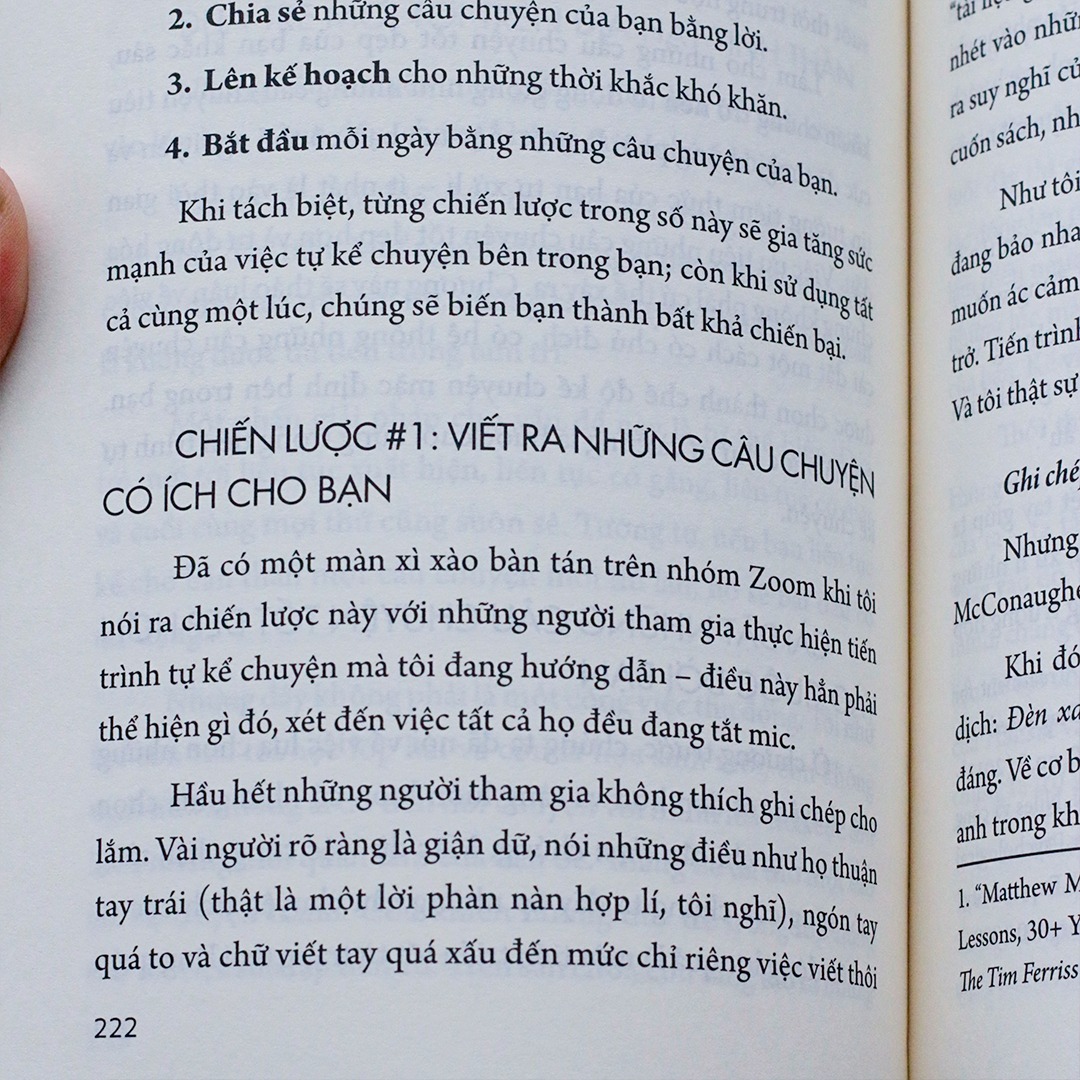 2. Chia sẻ những câu chuyện của bạn bằng lời.
3. Lên kế hoạch cho những thời khắc khó khăn.
4. Bắt đầu mỗi ngày bằng những câu chuyện của bạn.
Khi tách biệt, từng chiến lược trong số này sẽ gia tăng sức
mạnh của việc tự kể chuyện bên trong bạn; còn khi sử dụng tất
cả cùng một lúc, chúng sẽ biến bạn thành bất khả chiến bại.
CHIẾN LƯỢC #1: VIẾT RA NHỮNG CÂU CHUYỆN
CÓ ÍCH CHO BẠN
Đã có một màn xì xào bàn tán trên nhóm Zoom khi tôi
nói ra chiến lược này với những người tham gia thực hiện tiến
trình tự kể chuyện mà tôi đang hướng dẫn – điều này hẳn phải
thể hiện gì đó, xét đến việc tất cả họ đều đang tắt mic.
Hầu hết những người tham gia không thích ghi chép cho
lắm. Vài người rõ ràng là giận dữ, nói những điều như họ thuận
tay trái (thật là một lời phàn nàn hợp lí, tôi nghĩ), ngón tay
quá to và chữ viết tay quá xấu đến mức chỉ riêng việc viết thôi
222
nhét vào
ra suy nghĩ
cuốn sách,
Như tôi
đang bảo
muốn ác cảm
trở. Tiến trình
Và tôi thật sự
Ghi chép
Nhưng
Khi đó
dịch: Đèn
đáng. Về cơ
anh trong
1. “Matthew
Lessons, 30+
The Tim Ferriss